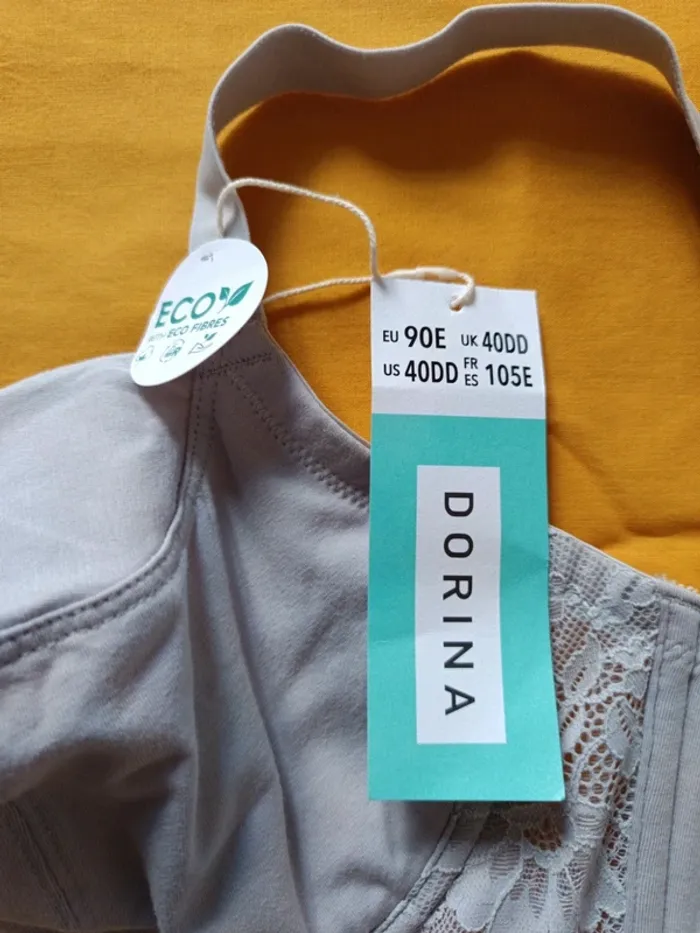 ECO
WITH ECO FIBRES
EU 90E UK 40DD
US 40DD FR ES 105E
DORINA